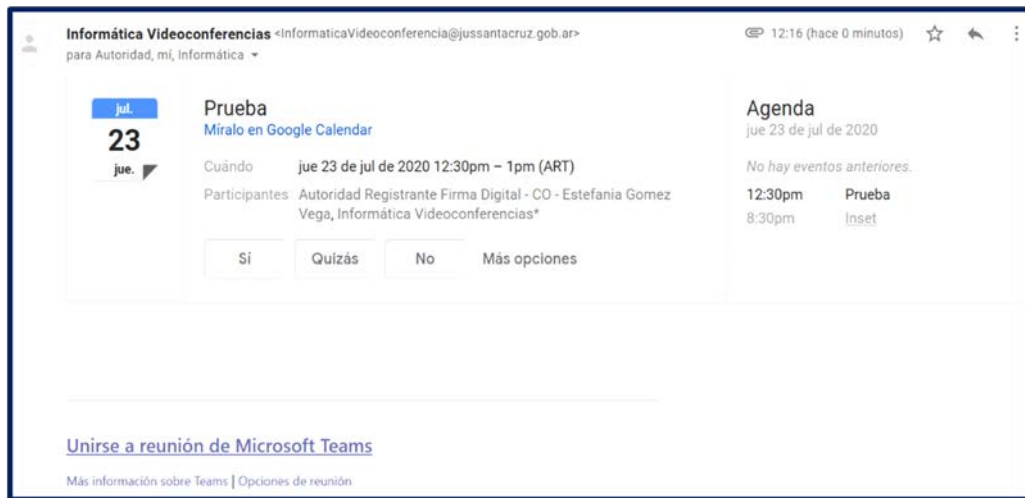 Informática Videoconferencias <InformaticaVideoconferencia@jussantacruz.gob.ar>
12:16 (hace 0 minutos)
para Autoridad, mí, Informática
jul.
23
jue.
Prueba
Míralo en Google Calendar
Cuándo jue 23 de jul de 2020 12:30pm – 1pm (ART)
Participantes Autoridad Registrante Firma Digital - CO - Estefania Gomez
Vega, Informática Videoconferencias*
Sí Quizás No Más opciones
Agenda
jue 23 de jul de 2020
No hay eventos anteriores.
12:30pm Prueba
8:30pm Inset
Unirse a reunión de Microsoft Teams
Más información sobre Teams | Opciones de reunión